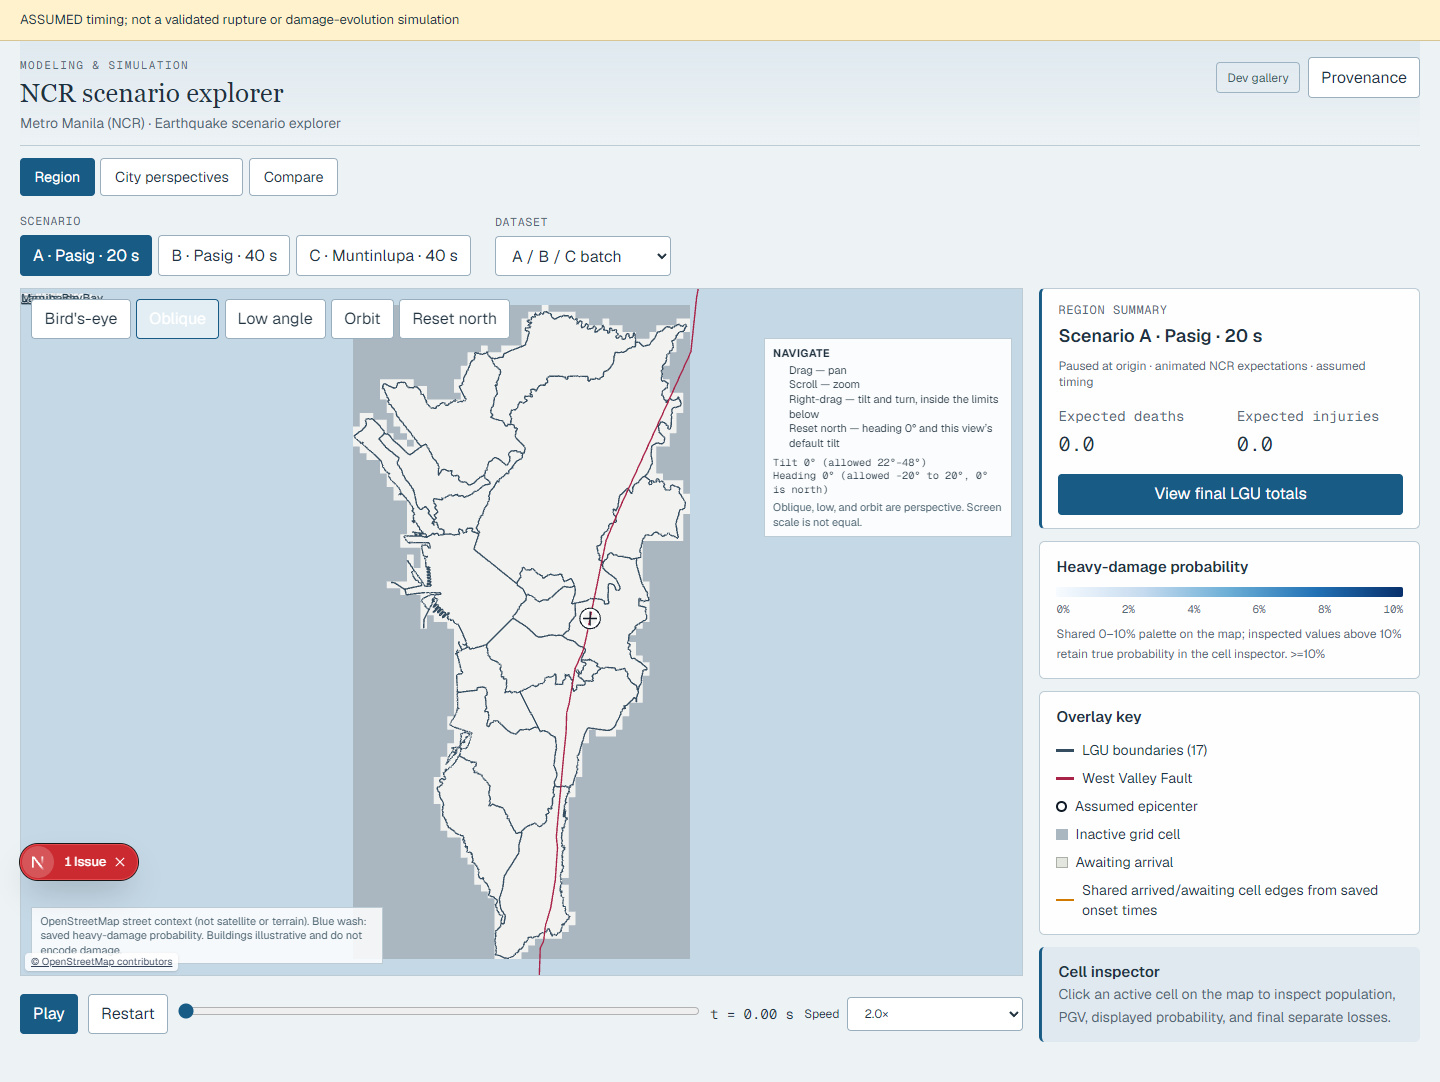 ASSUMED timing; not a validated rupture or damage-evolution simulation
MODELING & SIMULATION
NCR scenario explorer
Metro Manila (NCR) · Earthquake scenario explorer
Dev gallery
Provenance
Region
City perspectives
Compare
SCENARIO
A · Pasig · 20 s
B · Pasig · 40 s
C · Muntinlupa · 40 s
DATASET
A / B / C batch
Bay
Bird's-eye
Oblique
Low angle
Orbit
Reset north
NAVIGATE
Drag — pan
Scroll — zoom
Right-drag — tilt and turn, inside the limits
below
Reset north — heading 0° and this view's
default tilt
Tilt 0° (allowed 22°–48°)
Heading 0° (allowed -20° to 20°, 0°
is north)
Oblique, low, and orbit are perspective. Screen
scale is not equal.
1 Issue
OpenStreetMap street context (not satellite or terrain). Blue wash:
saved heavy-damage probability. Buildings illustrative and do not
encode damage.
© OpenStreetMap contributors
Play
Restart
t = 0.00 s
Speed
2.0×
REGION SUMMARY
Scenario A · Pasig · 20 s
Paused at origin · animated NCR expectations · assumed
timing
Expected deaths
Expected injuries
0.0
0.0
View final LGU totals
Heavy-damage probability
0%
2%
4%
6%
8%
10%
Shared 0–10% palette on the map; inspected values above 10%
retain true probability in the cell inspector. >=10%
Overlay key
LGU boundaries (17)
West Valley Fault
Assumed epicenter
Inactive grid cell
Awaiting arrival
Shared arrived/awaiting cell edges from saved
onset times
Cell inspector
Click an active cell on the map to inspect population,
PGV, displayed probability, and final separate losses.